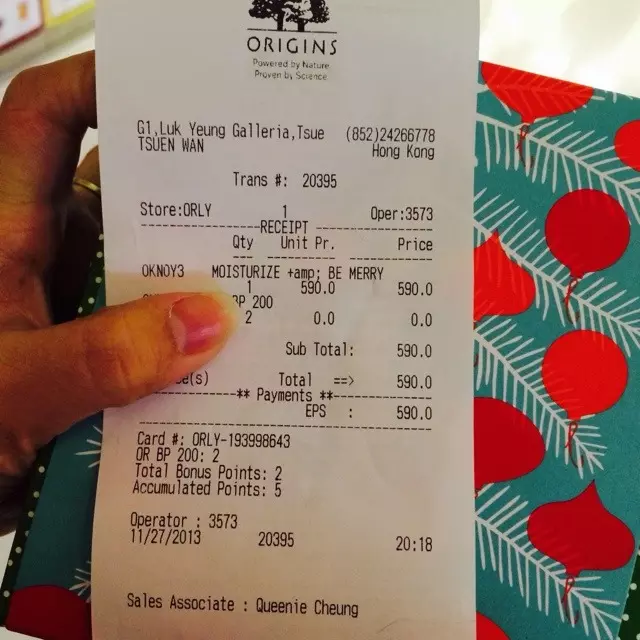 ORIGINS
Powered by Nature.
Proven by Science.
G1,Luk Yeung Galleria,Tsue (852)24266778
TSUEN WAN Hong Kong
Trans #: 20395
Store:ORLY 1 Oper:3573
RECEIPT
Qty Unit Pr. Price
OKNOY3 MOISTURIZE +amp; BE MERRY
1 590.0 590.0
BP 200
2 0.0 0.0
Sub Total: 590.0
Total ==> 590.0
** Payments **
EPS : 590.0
Card #: ORLY-193998643
OR BP 200: 2
Total Bonus Points: 2
Accumulated Points: 5
Operator : 3573
11/27/2013 20395 20:18
Sales Associate : Queenie Cheung